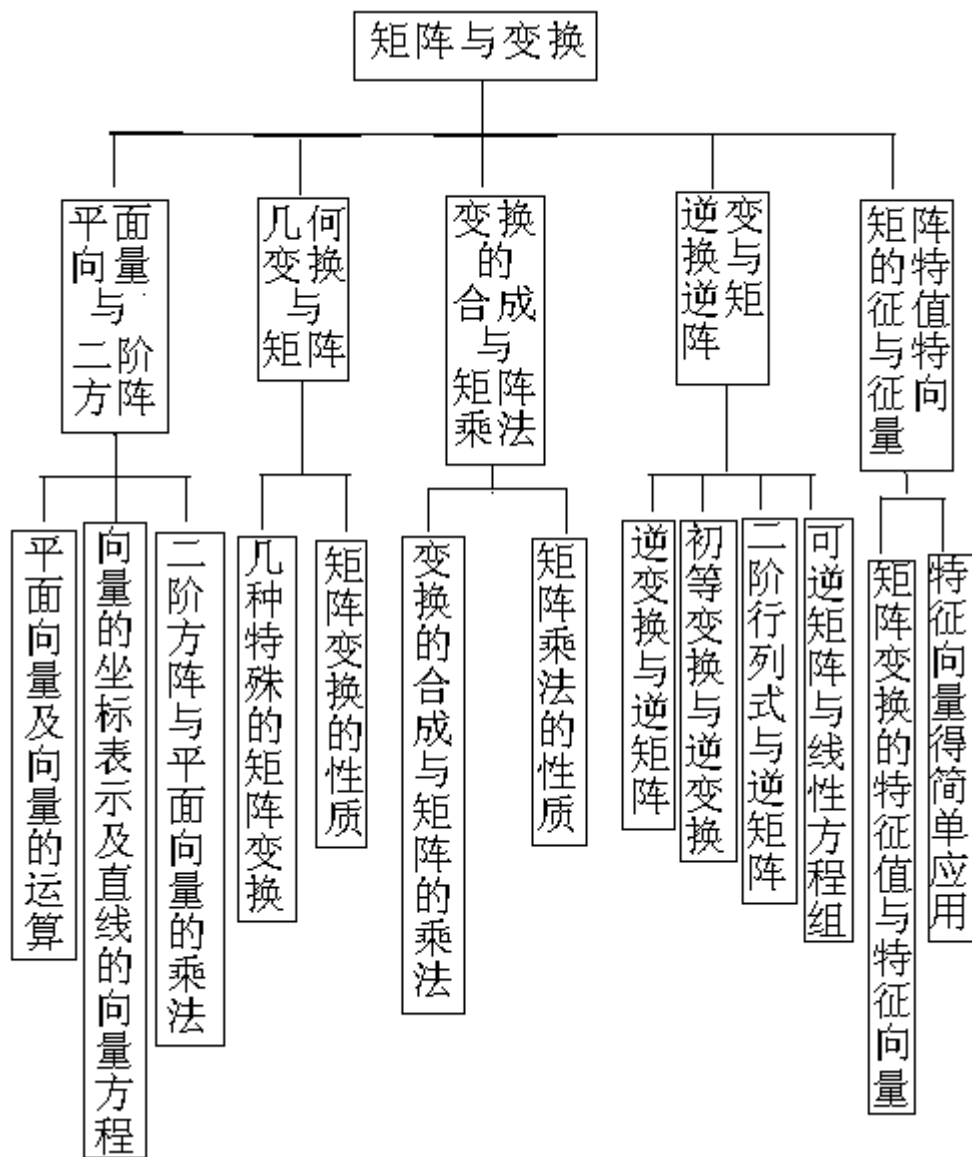 矩阵与变换
平面
向量
与
二阶
方阵
几何
变换
与
矩阵
变换
的
合成
与
矩阵
乘法
逆变
换与
逆矩
阵
矩阵
的特
征值
与特
征向
量
平面向量及向量的运算
向量的坐标表示及直线的向量方程
二阶方阵与平面向量的乘法
几种特殊的矩阵变换
矩阵变换的性质
变换的合成与矩阵的乘法
矩阵乘法的性质
逆变换与逆矩阵
初等变换与逆变换
二阶行列式与逆矩阵
可逆矩阵与线性方程组
矩阵变换的特征值与特征向量
特征向量得简单应用